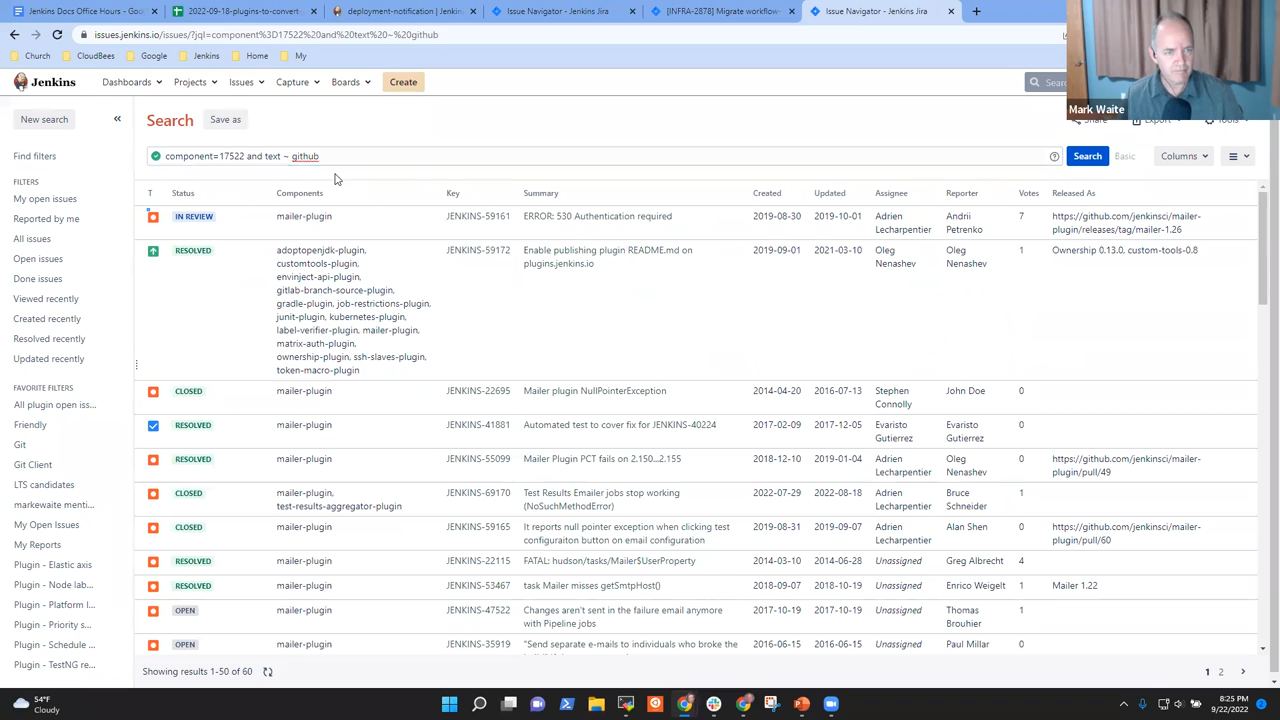 Jenkins Docs Office Hours - Goo
2022-09-18-plugins-to-convert-
deployment-notification | Jenkins
Issue Navigator - Jenkins Jira
[INFRA-2878] Migrate workflow-
Issue Navigator - Jenkins Jira
issues.jenkins.io/issues/?jql=component%3D17522%20and%20text%20~%20github
Church
CloudBees
Google
Jenkins
Home
My
Jenkins
Dashboards
Projects
Issues
Capture
Boards
Create
Sear
Mark Waite
New search
Search
Save as
Share
Export
Tools
component=17522 and text ~ github
Search
Basic
Columns
Find filters
FILTERS
My open issues
Reported by me
All issues
Open issues
Done issues
Viewed recently
Created recently
Resolved recently
Updated recently
FAVORITE FILTERS
All plugin open iss...
Friendly
Git
Git Client
LTS candidates
markewaite menti...
My Open Issues
My Reports
Plugin - Elastic axis
Plugin - Node lab...
Plugin - Platform l...
Plugin - Priority s...
Plugin - Schedule ...
Plugin - TestNG re...
T Status Components Key Summary Created Updated Assignee Reporter Votes Released As
IN REVIEW mailer-plugin JENKINS-59161 ERROR: 530 Authentication required 2019-08-30 2019-10-01 Adrien Andrii 7 https://github.com/jenkinsci/mailer-
Lecharpentier Petrenko plugin/releases/tag/mailer-1.26
RESOLVED adoptopenjdk-plugin, JENKINS-59172 Enable publishing plugin README.md on 2019-09-01 2021-03-10 Oleg Oleg 1 Ownership 0.13.0, custom-tools-0.8
customtools-plugin, plugins.jenkins.io Nenashev Nenashev
envinject-api-plugin,
gitlab-branch-source-plugin,
gradle-plugin, job-restrictions-plugin,
junit-plugin, kubernetes-plugin,
label-verifier-plugin, mailer-plugin,
matrix-auth-plugin,
ownership-plugin, ssh-slaves-plugin,
token-macro-plugin
CLOSED mailer-plugin JENKINS-22695 Mailer plugin NullPointerException 2014-04-20 2016-07-13 Stephen John Doe 0
Connolly
RESOLVED mailer-plugin JENKINS-41881 Automated test to cover fix for JENKINS-40224 2017-02-09 2017-12-05 Evaristo Evaristo 0
Gutierrez Gutierrez
RESOLVED mailer-plugin JENKINS-55099 Mailer Plugin PCT fails on 2.150...2.155 2018-12-10 2019-01-04 Adrien Oleg 0 https://github.com/jenkinsci/mailer-
Lecharpentier Nenashev plugin/pull/49
CLOSED mailer-plugin, JENKINS-69170 Test Results Emailer jobs stop working 2022-07-29 2022-08-18 Adrien Bruce 1
test-results-aggregator-plugin (NoSuchMethodError) Lecharpentier Schneider
CLOSED mailer-plugin JENKINS-59165 It reports null pointer exception when clicking test 2019-08-31 2019-09-07 Adrien Alan Shen 0 https://github.com/jenkinsci/mailer-
configuraiton button on email configuration Lecharpentier plugin/pull/60
RESOLVED mailer-plugin JENKINS-22115 FATAL: hudson/tasks/Mailer$UserProperty 2014-03-10 2014-06-28 Unassigned Greg Albrecht 4
RESOLVED mailer-plugin JENKINS-53467 task Mailer misses getSmtpHost() 2018-09-07 2018-10-19 Unassigned Enrico Weigelt 1 Mailer 1.22
OPEN mailer-plugin JENKINS-47522 Changes aren't sent in the failure email anymore 2017-10-19 2017-10-19 Unassigned Thomas 1
with Pipeline jobs Brouhier
OPEN mailer-plugin JENKINS-35919 "Send separate e-mails to individuals who broke the 2016-06-15 2016-06-15 Unassigned Paul Millar 0
Showing results 1-50 of 60
1 2
54°F
Cloudy
8:25 PM
9/22/2022